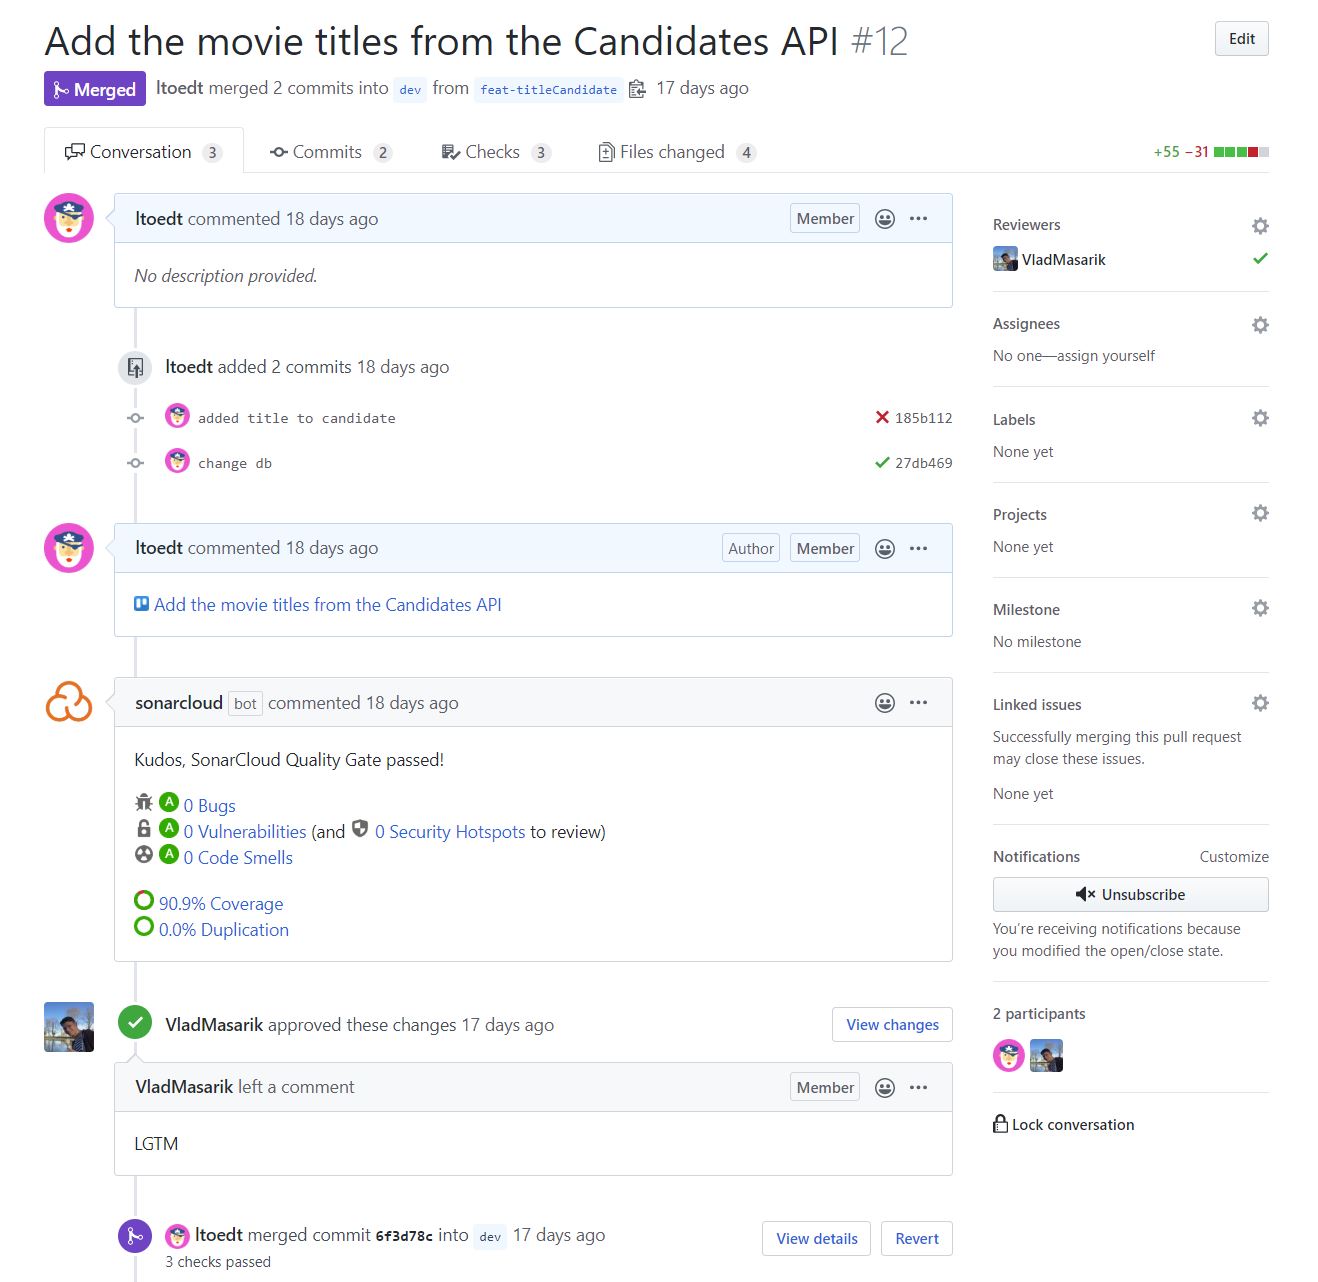 Add the movie titles from the Candidates API #12
Edit
Merged
ltoedt merged 2 commits into dev from feat-titleCandidate 17 days ago
Conversation 3
Commits 2
Checks 3
Files changed 4
+55 −31
ltoedt commented 18 days ago
Member
No description provided.
ltoedt added 2 commits 18 days ago
added title to candidate
185b112
change db
27db469
ltoedt commented 18 days ago
Author
Member
Add the movie titles from the Candidates API
sonarcloud bot commented 18 days ago
Kudos, SonarCloud Quality Gate passed!
A 0 Bugs
A 0 Vulnerabilities (and 0 Security Hotspots to review)
A 0 Code Smells
90.9% Coverage
0.0% Duplication
VladMasarik approved these changes 17 days ago
View changes
VladMasarik left a comment
Member
LGTM
ltoedt merged commit 6f3d78c into dev 17 days ago
3 checks passed
View details
Revert
Reviewers
VladMasarik
Assignees
No one—assign yourself
Labels
None yet
Projects
None yet
Milestone
No milestone
Linked issues
Successfully merging this pull request
may close these issues.
None yet
Notifications
Customize
Unsubscribe
You’re receiving notifications because
you modified the open/close state.
2 participants
Lock conversation